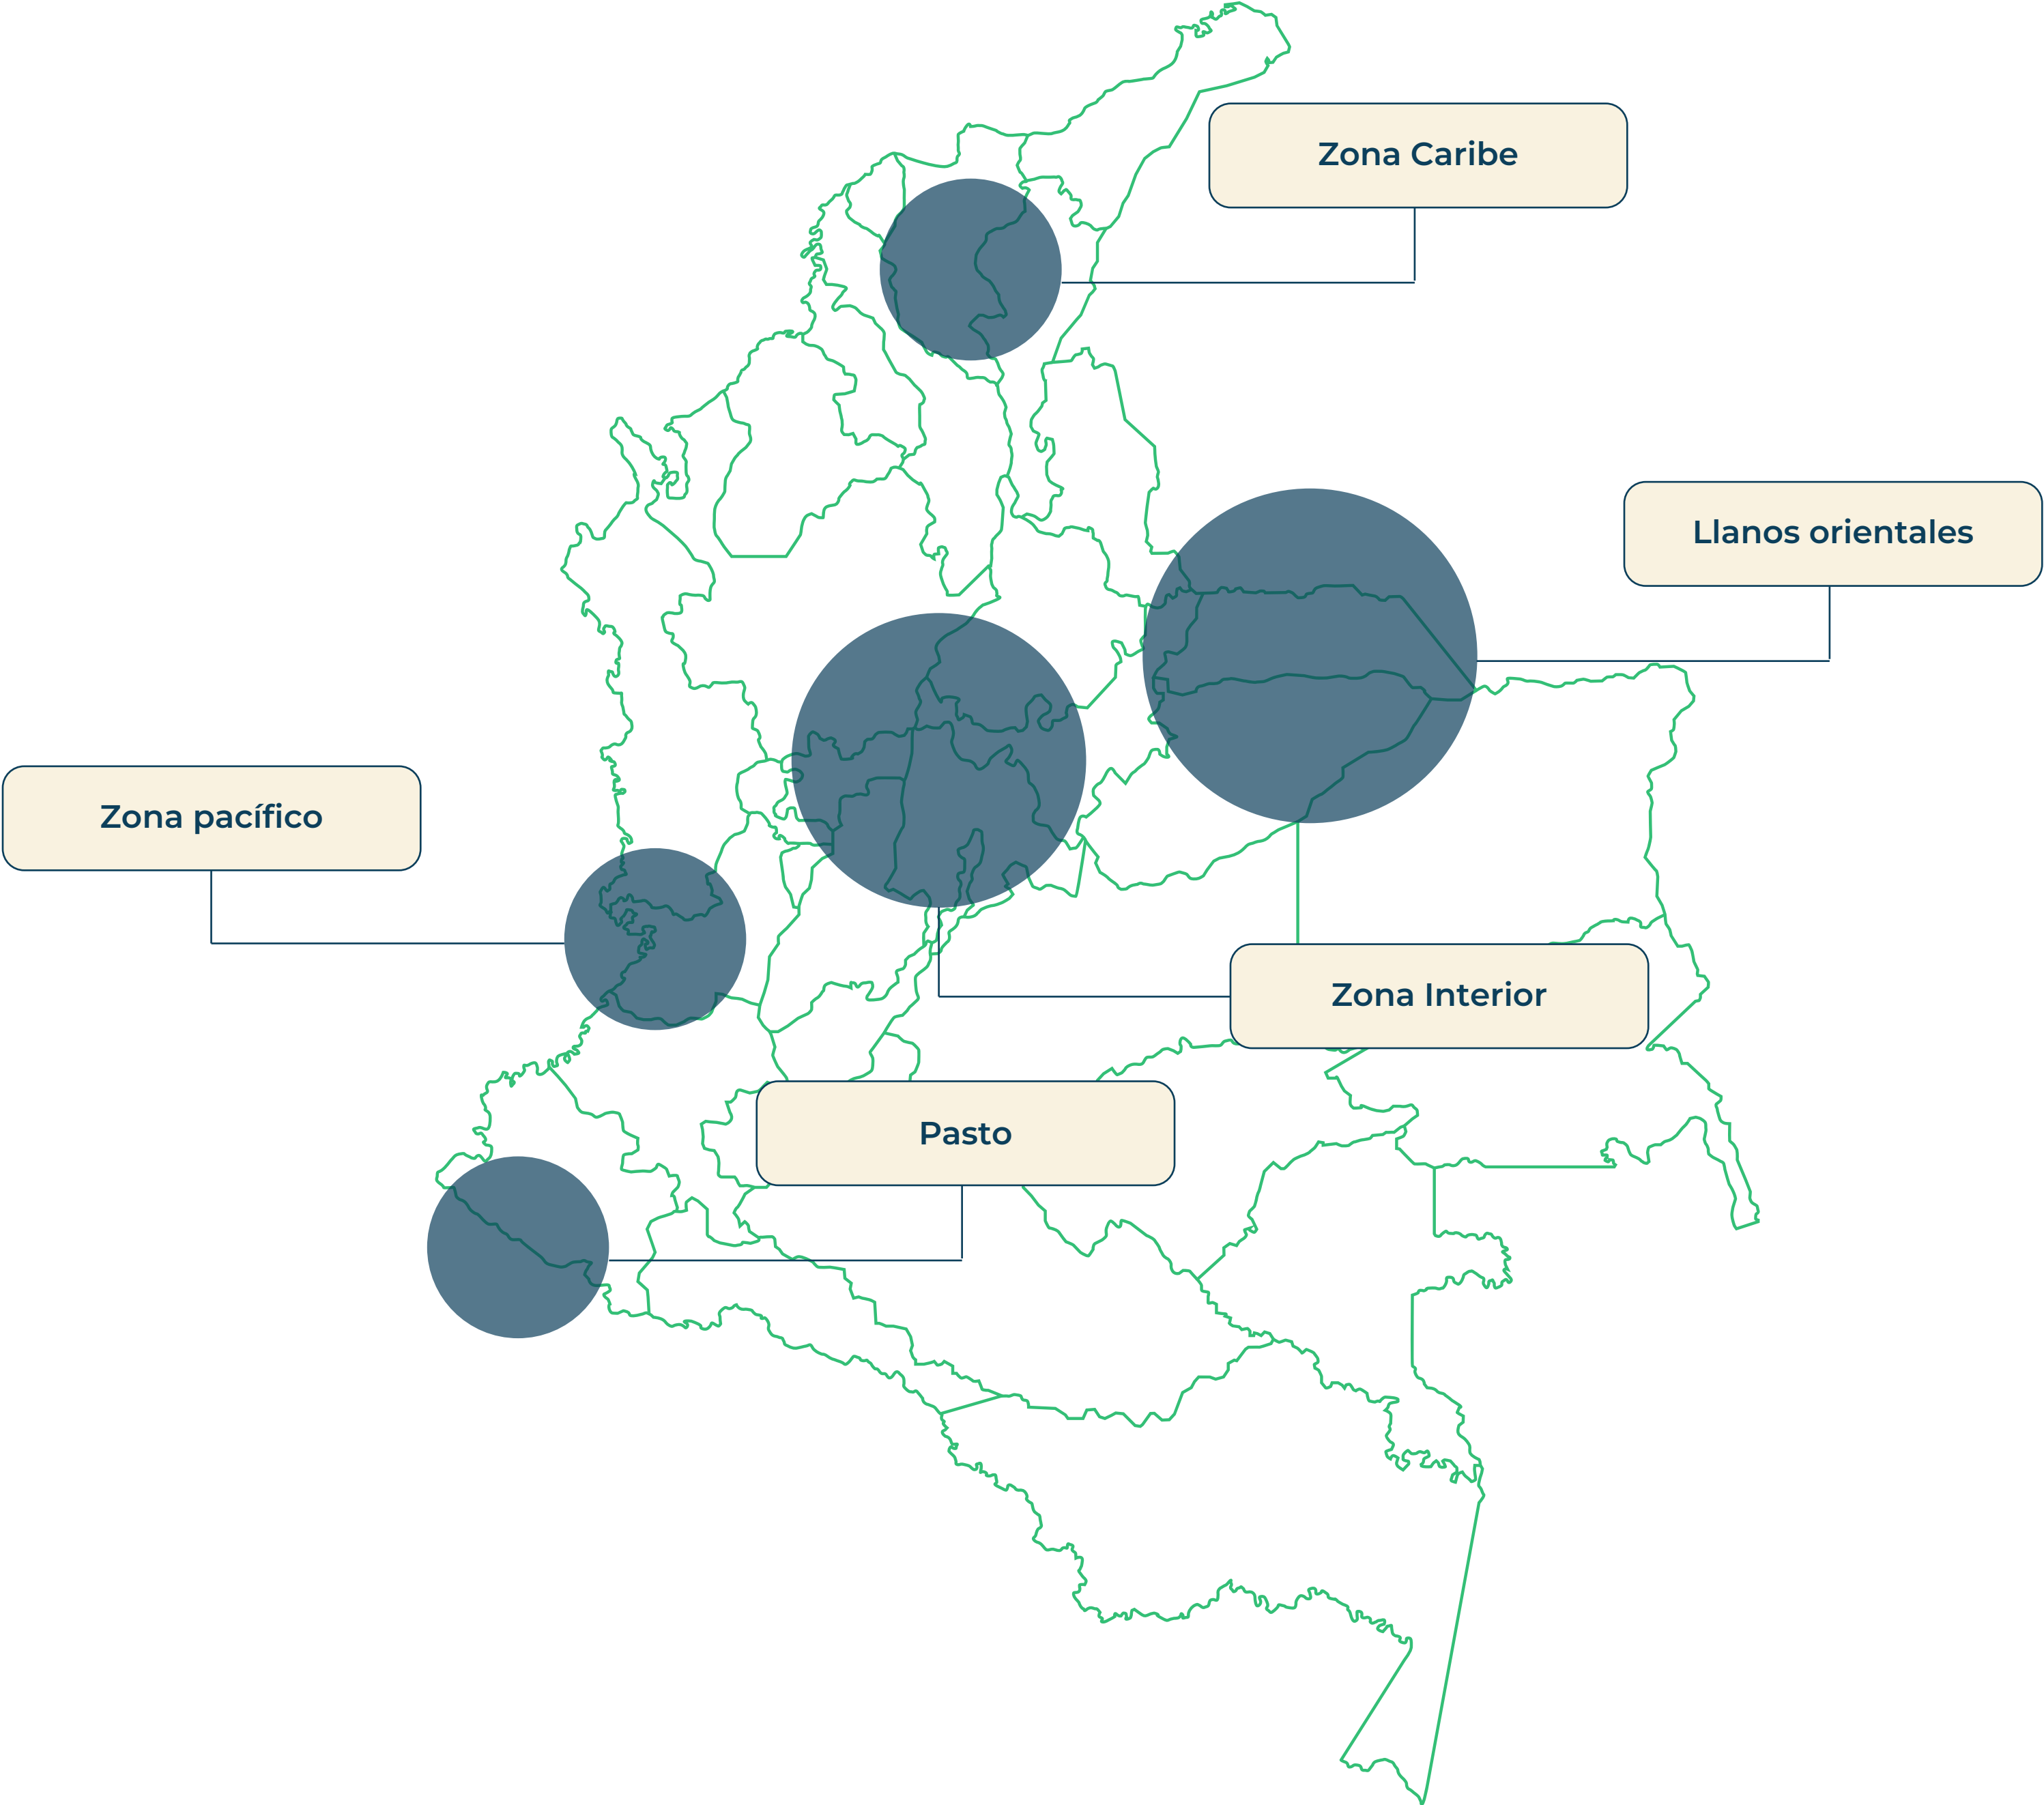 Zona Caribe
Llanos orientales
Zona pacífico
Zona Interior
Pasto